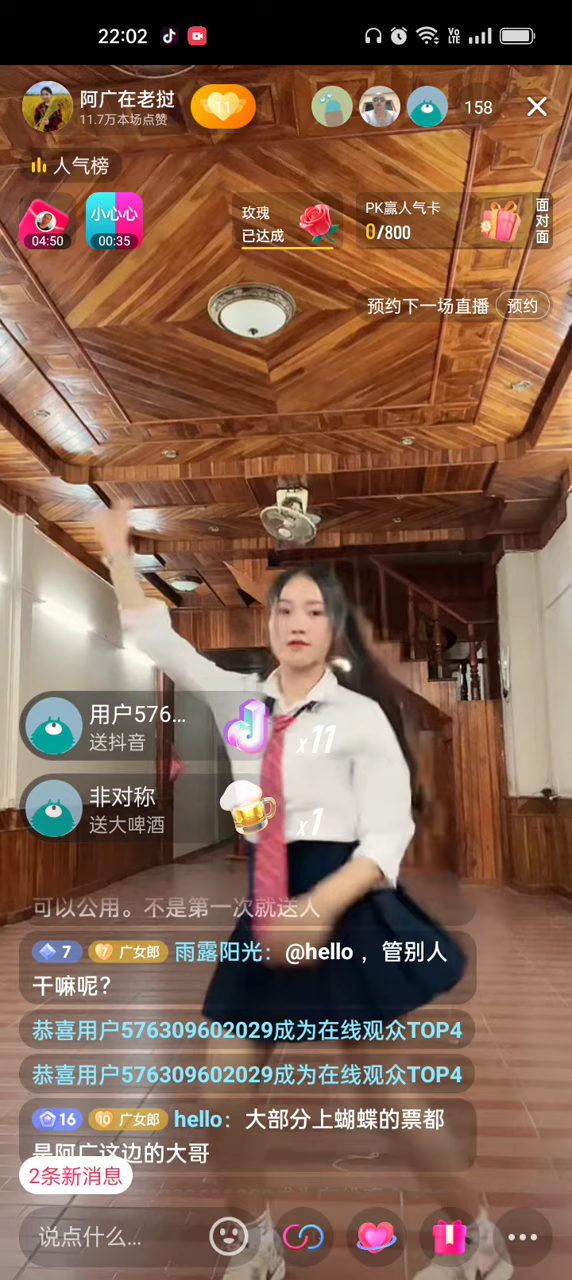 22:02
Vo
LTE
阿广在老挝
11.7万本场点赞
11
158
人气榜
04:50
小心心
00:35
玫瑰
已达成
PK赢人气卡
0/800
面对面
预约下一场直播
预约
用户576...
送抖音
x11
非对称
送大啤酒
x1
可以公用。不是第一次就送人
7 7 广女郎 雨露阳光：@hello ，管别人
干嘛呢?
恭喜用户576309602029成为在线观众TOP4
恭喜用户576309602029成为在线观众TOP4
16 10 广女郎 hello：大部分上蝴蝶的票都
是阿广这边的大哥
2条新消息
说点什么...